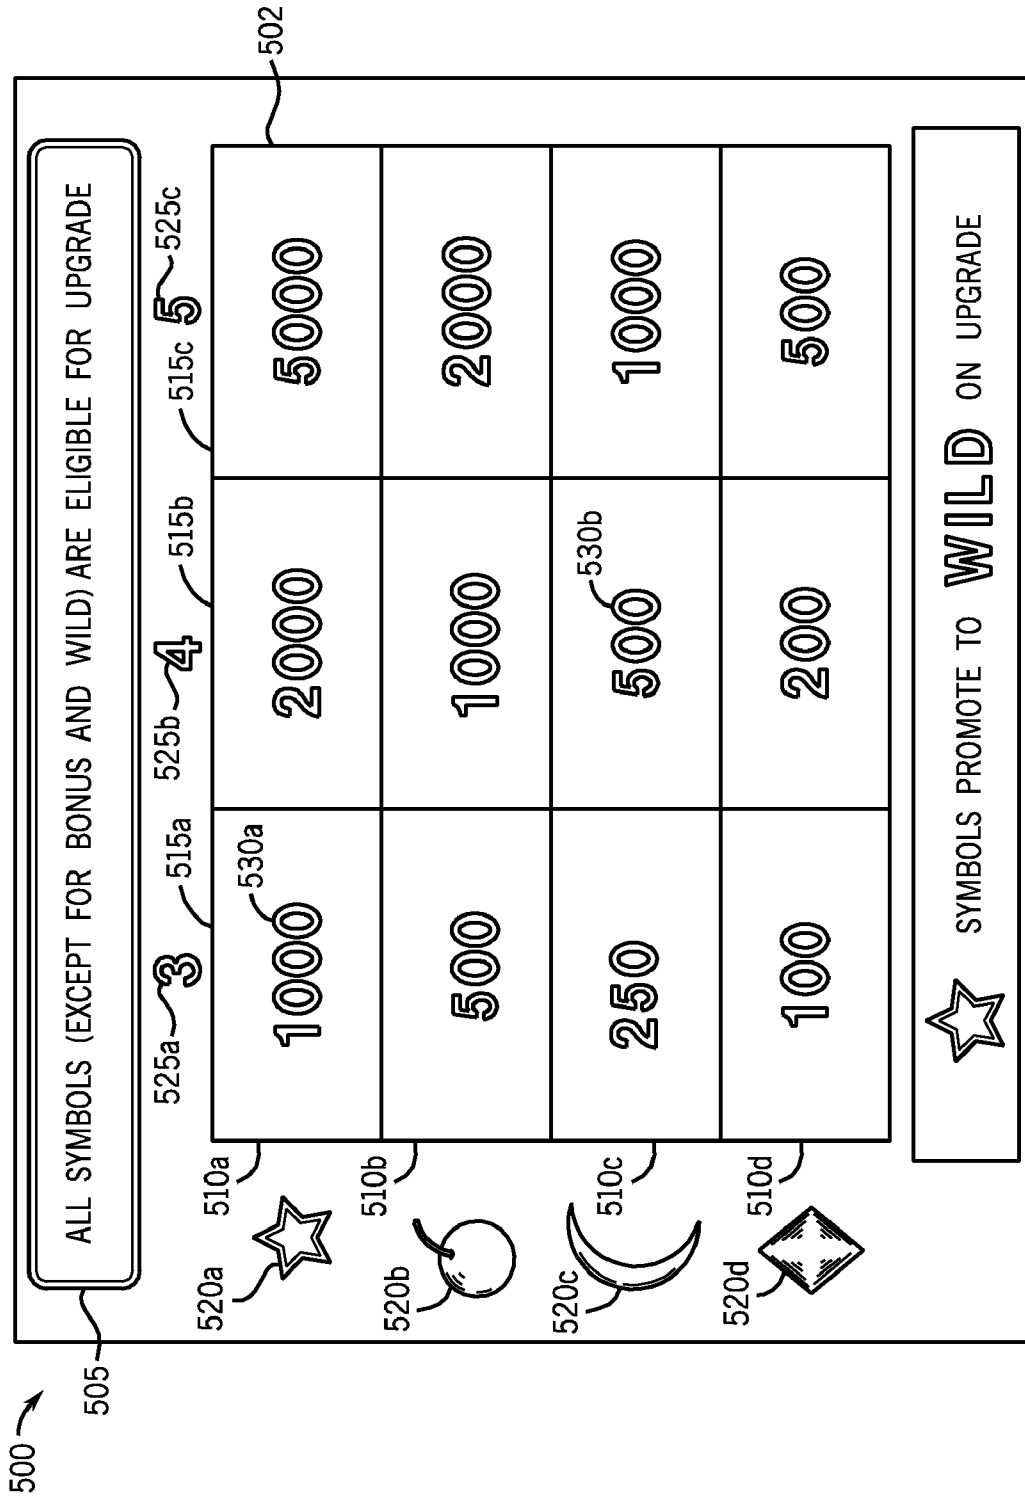 500
505
ALL SYMBOLS (EXCEPT FOR BONUS AND WILD) ARE ELIGIBLE FOR UPGRADE
525a 3 515a 525b 4 515b 515c 5 525c
502
520a 510a 1000 530a 2000 5000
520b 510b 500 1000 2000
520c 510c 250 500 530b 1000
520d 510d 100 200 500
SYMBOLS PROMOTE TO WILD ON UPGRADE